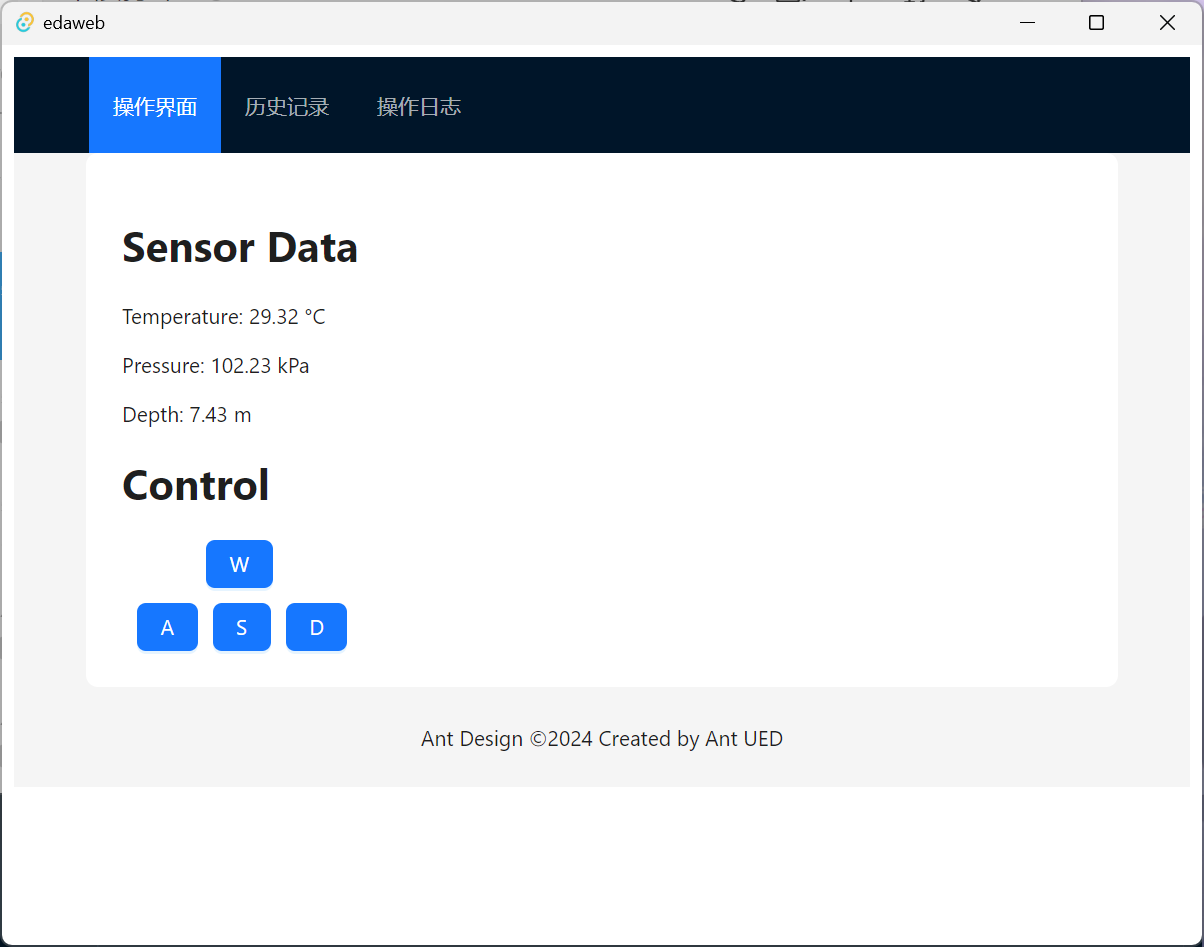 edaweb
操作界面 历史记录 操作日志
Sensor Data
Temperature: 29.32 °C
Pressure: 102.23 kPa
Depth: 7.43 m
Control
W
A S D
Ant Design ©2024 Created by Ant UED